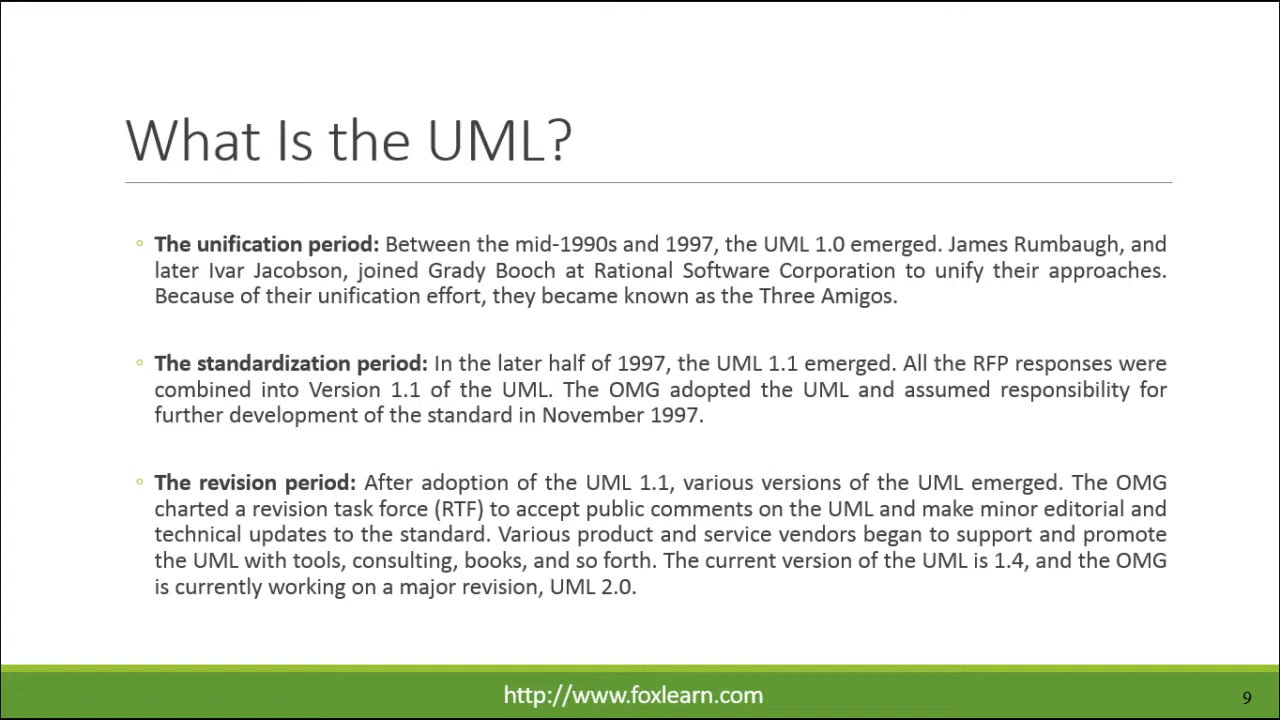 What Is the UML?
◦ The unification period: Between the mid-1990s and 1997, the UML 1.0 emerged. James Rumbaugh, and
later Ivar Jacobson, joined Grady Booch at Rational Software Corporation to unify their approaches.
Because of their unification effort, they became known as the Three Amigos.
◦ The standardization period: In the later half of 1997, the UML 1.1 emerged. All the RFP responses were
combined into Version 1.1 of the UML. The OMG adopted the UML and assumed responsibility for
further development of the standard in November 1997.
◦ The revision period: After adoption of the UML 1.1, various versions of the UML emerged. The OMG
charted a revision task force (RTF) to accept public comments on the UML and make minor editorial and
technical updates to the standard. Various product and service vendors began to support and promote
the UML with tools, consulting, books, and so forth. The current version of the UML is 1.4, and the OMG
is currently working on a major revision, UML 2.0.
http://www.foxlearn.com
9